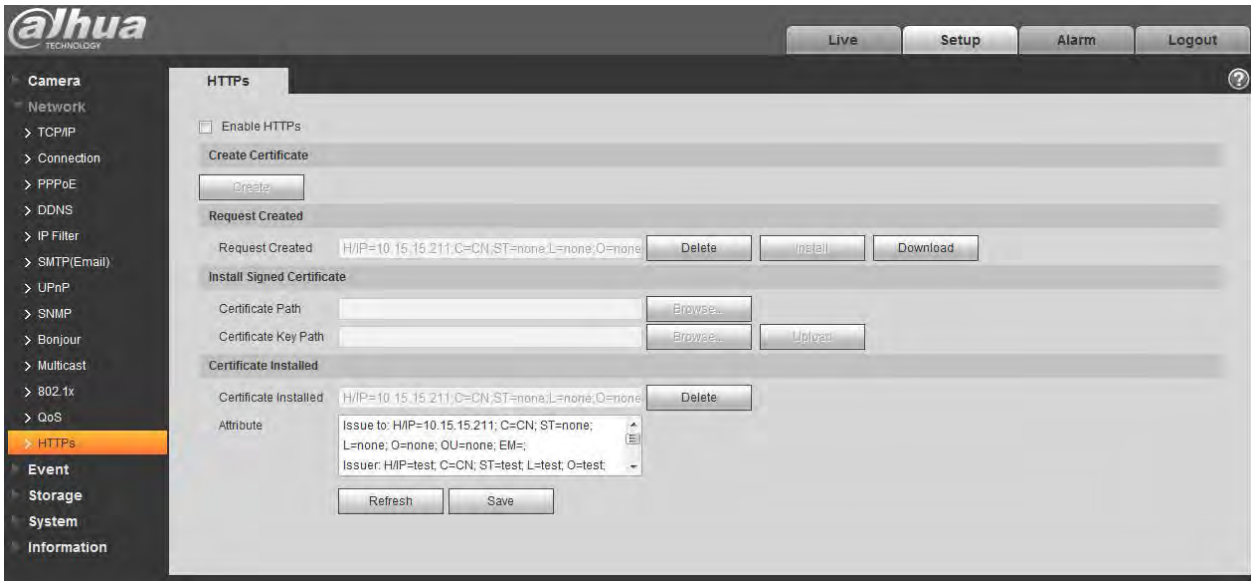 alhua
TECHNOLOGY
Live
Setup
Alarm
Logout
Camera
Network
> TCP/IP
> Connection
> PPPoE
> DDNS
> IP Filter
> SMTP(Email)
> UPnP
> SNMP
> Bonjour
> Multicast
> 802.1x
> QoS
> HTTPs
Event
Storage
System
Information
HTTPs
?
Enable HTTPs
Create Certificate
Create
Request Created
Request Created H/IP=10.15.15.211;C=CN;ST=none;L=none;O=none Delete Install Download
Install Signed Certificate
Certificate Path Browse...
Certificate Key Path Browse... Upload
Certificate Installed
Certificate Installed H/IP=10.15.15.211;C=CN;ST=none;L=none;O=none Delete
Attribute
Issue to: H/IP=10.15.15.211; C=CN; ST=none;
L=none; O=none; OU=none; EM=;
Issuer: H/IP=test; C=CN; ST=test; L=test; O=test;
Refresh Save